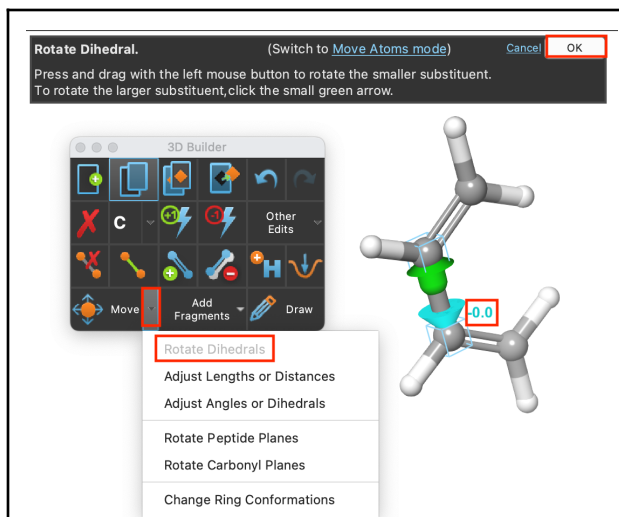 Rotate Dihedral. (Switch to Move Atoms mode) Cancel OK
Press and drag with the left mouse button to rotate the smaller substituent.
To rotate the larger substituent,click the small green arrow.
3D Builder
+1 -1
C Other
Edits
H
Move Add
Fragments Draw
-0.0
Rotate Dihedrals
Adjust Lengths or Distances
Adjust Angles or Dihedrals
Rotate Peptide Planes
Rotate Carbonyl Planes
Change Ring Conformations